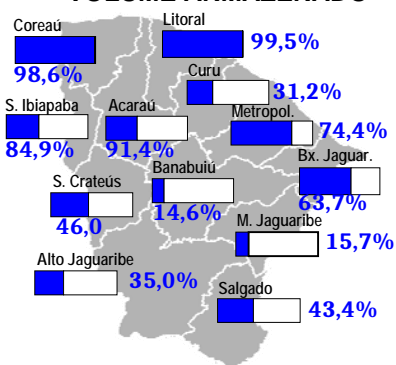 VOLUME ARMAZENADO
Coreaú
98,6%
Litoral
99,5%
Curu
31,2%
S. Ibiapaba
84,9%
Acaraú
91,4%
Metropol.
74,4%
Bx. Jaguar.
63,7%
Banabuiú
14,6%
S. Crateús
46,0
M. Jaguaribe
15,7%
Alto Jaguaribe
35,0%
Salgado
43,4%